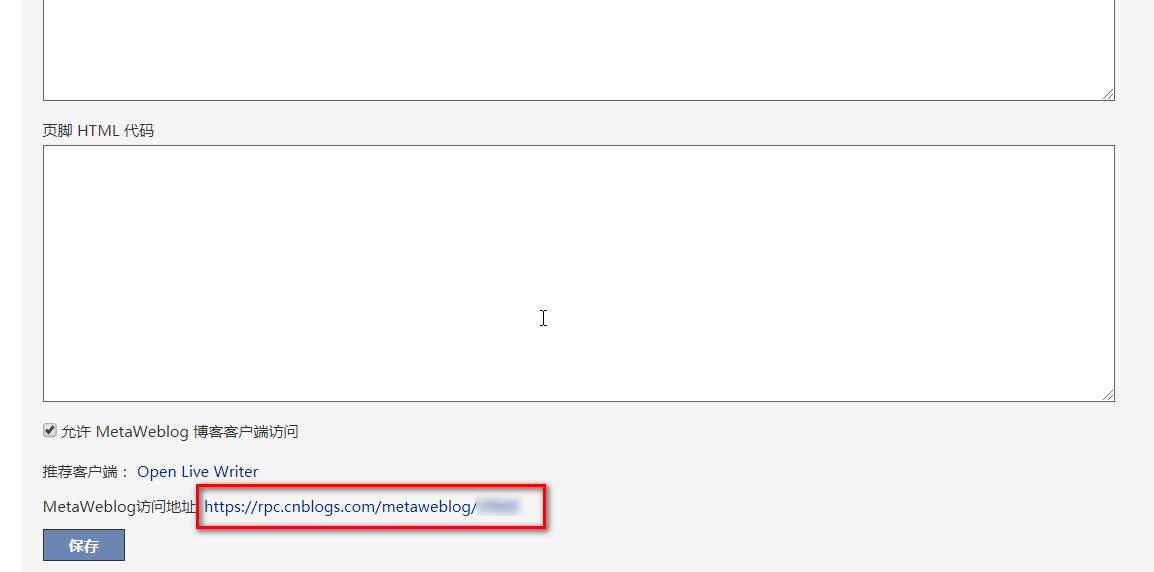 页脚 HTML 代码
允许 MetaWeblog 博客客户端访问
推荐客户端： Open Live Writer
MetaWeblog访问地址 https://rpc.cnblogs.com/metaweblog/
保存